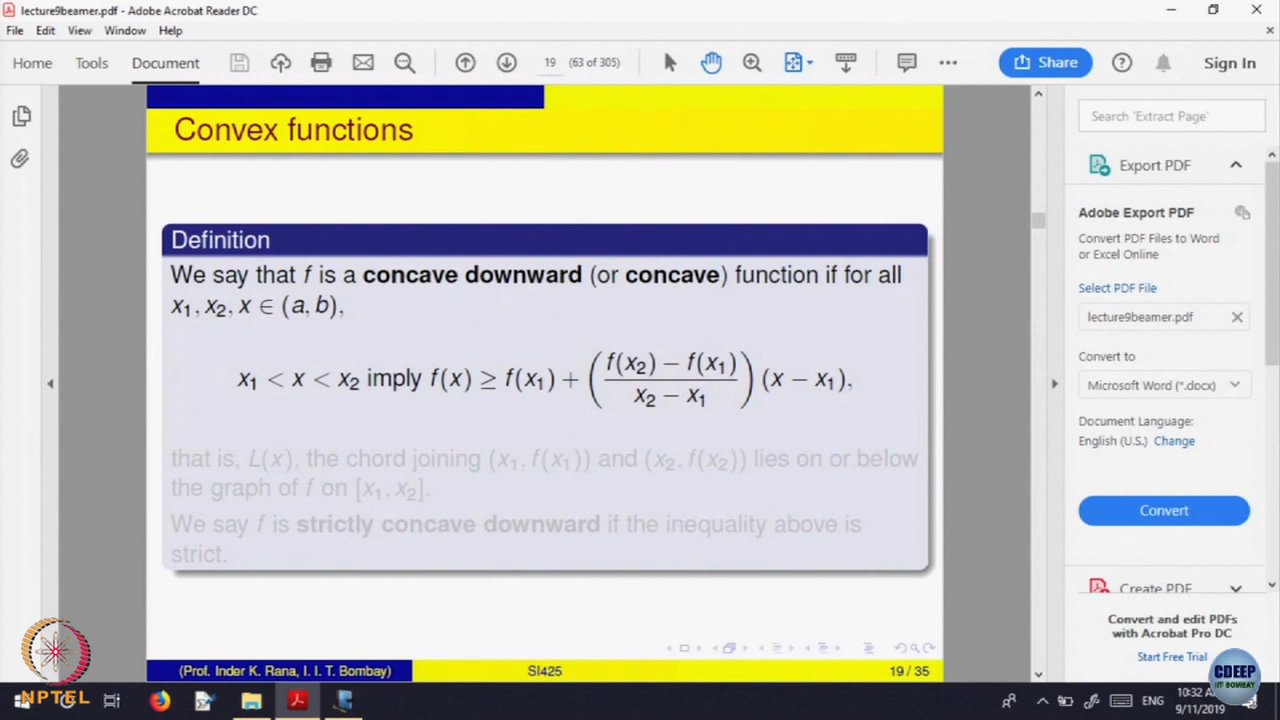 lecture9beamer.pdf - Adobe Acrobat Reader DC
File Edit View Window Help
Home Tools Document 19 (63 of 305) Share Sign In
Convex functions
Definition
We say that f is a concave downward (or concave) function if for all
x₁, x₂, x ∈ (a, b),
x₁ < x < x₂ imply f(x) ≥ f(x₁) + ( f(x₂) − f(x₁) / x₂ − x₁ ) (x − x₁),
that is, L(x), the chord joining (x₁, f(x₁)) and (x₂, f(x₂)) lies on or below
the graph of f on [x₁, x₂].
We say f is strictly concave downward if the inequality above is
strict.
(Prof. Inder K. Rana, I. I. T. Bombay) SI425 19 / 35
Search 'Extract Page'
Export PDF
Adobe Export PDF
Convert PDF Files to Word
or Excel Online
Select PDF File
lecture9beamer.pdf
Convert to
Microsoft Word (*.docx)
Document Language:
English (U.S.) Change
Convert
Create PDF
Convert and edit PDFs
with Acrobat Pro DC
Start Free Trial
NPTEL
CDEEP
IIT BOMBAY
ENG
10:32
9/11/2019